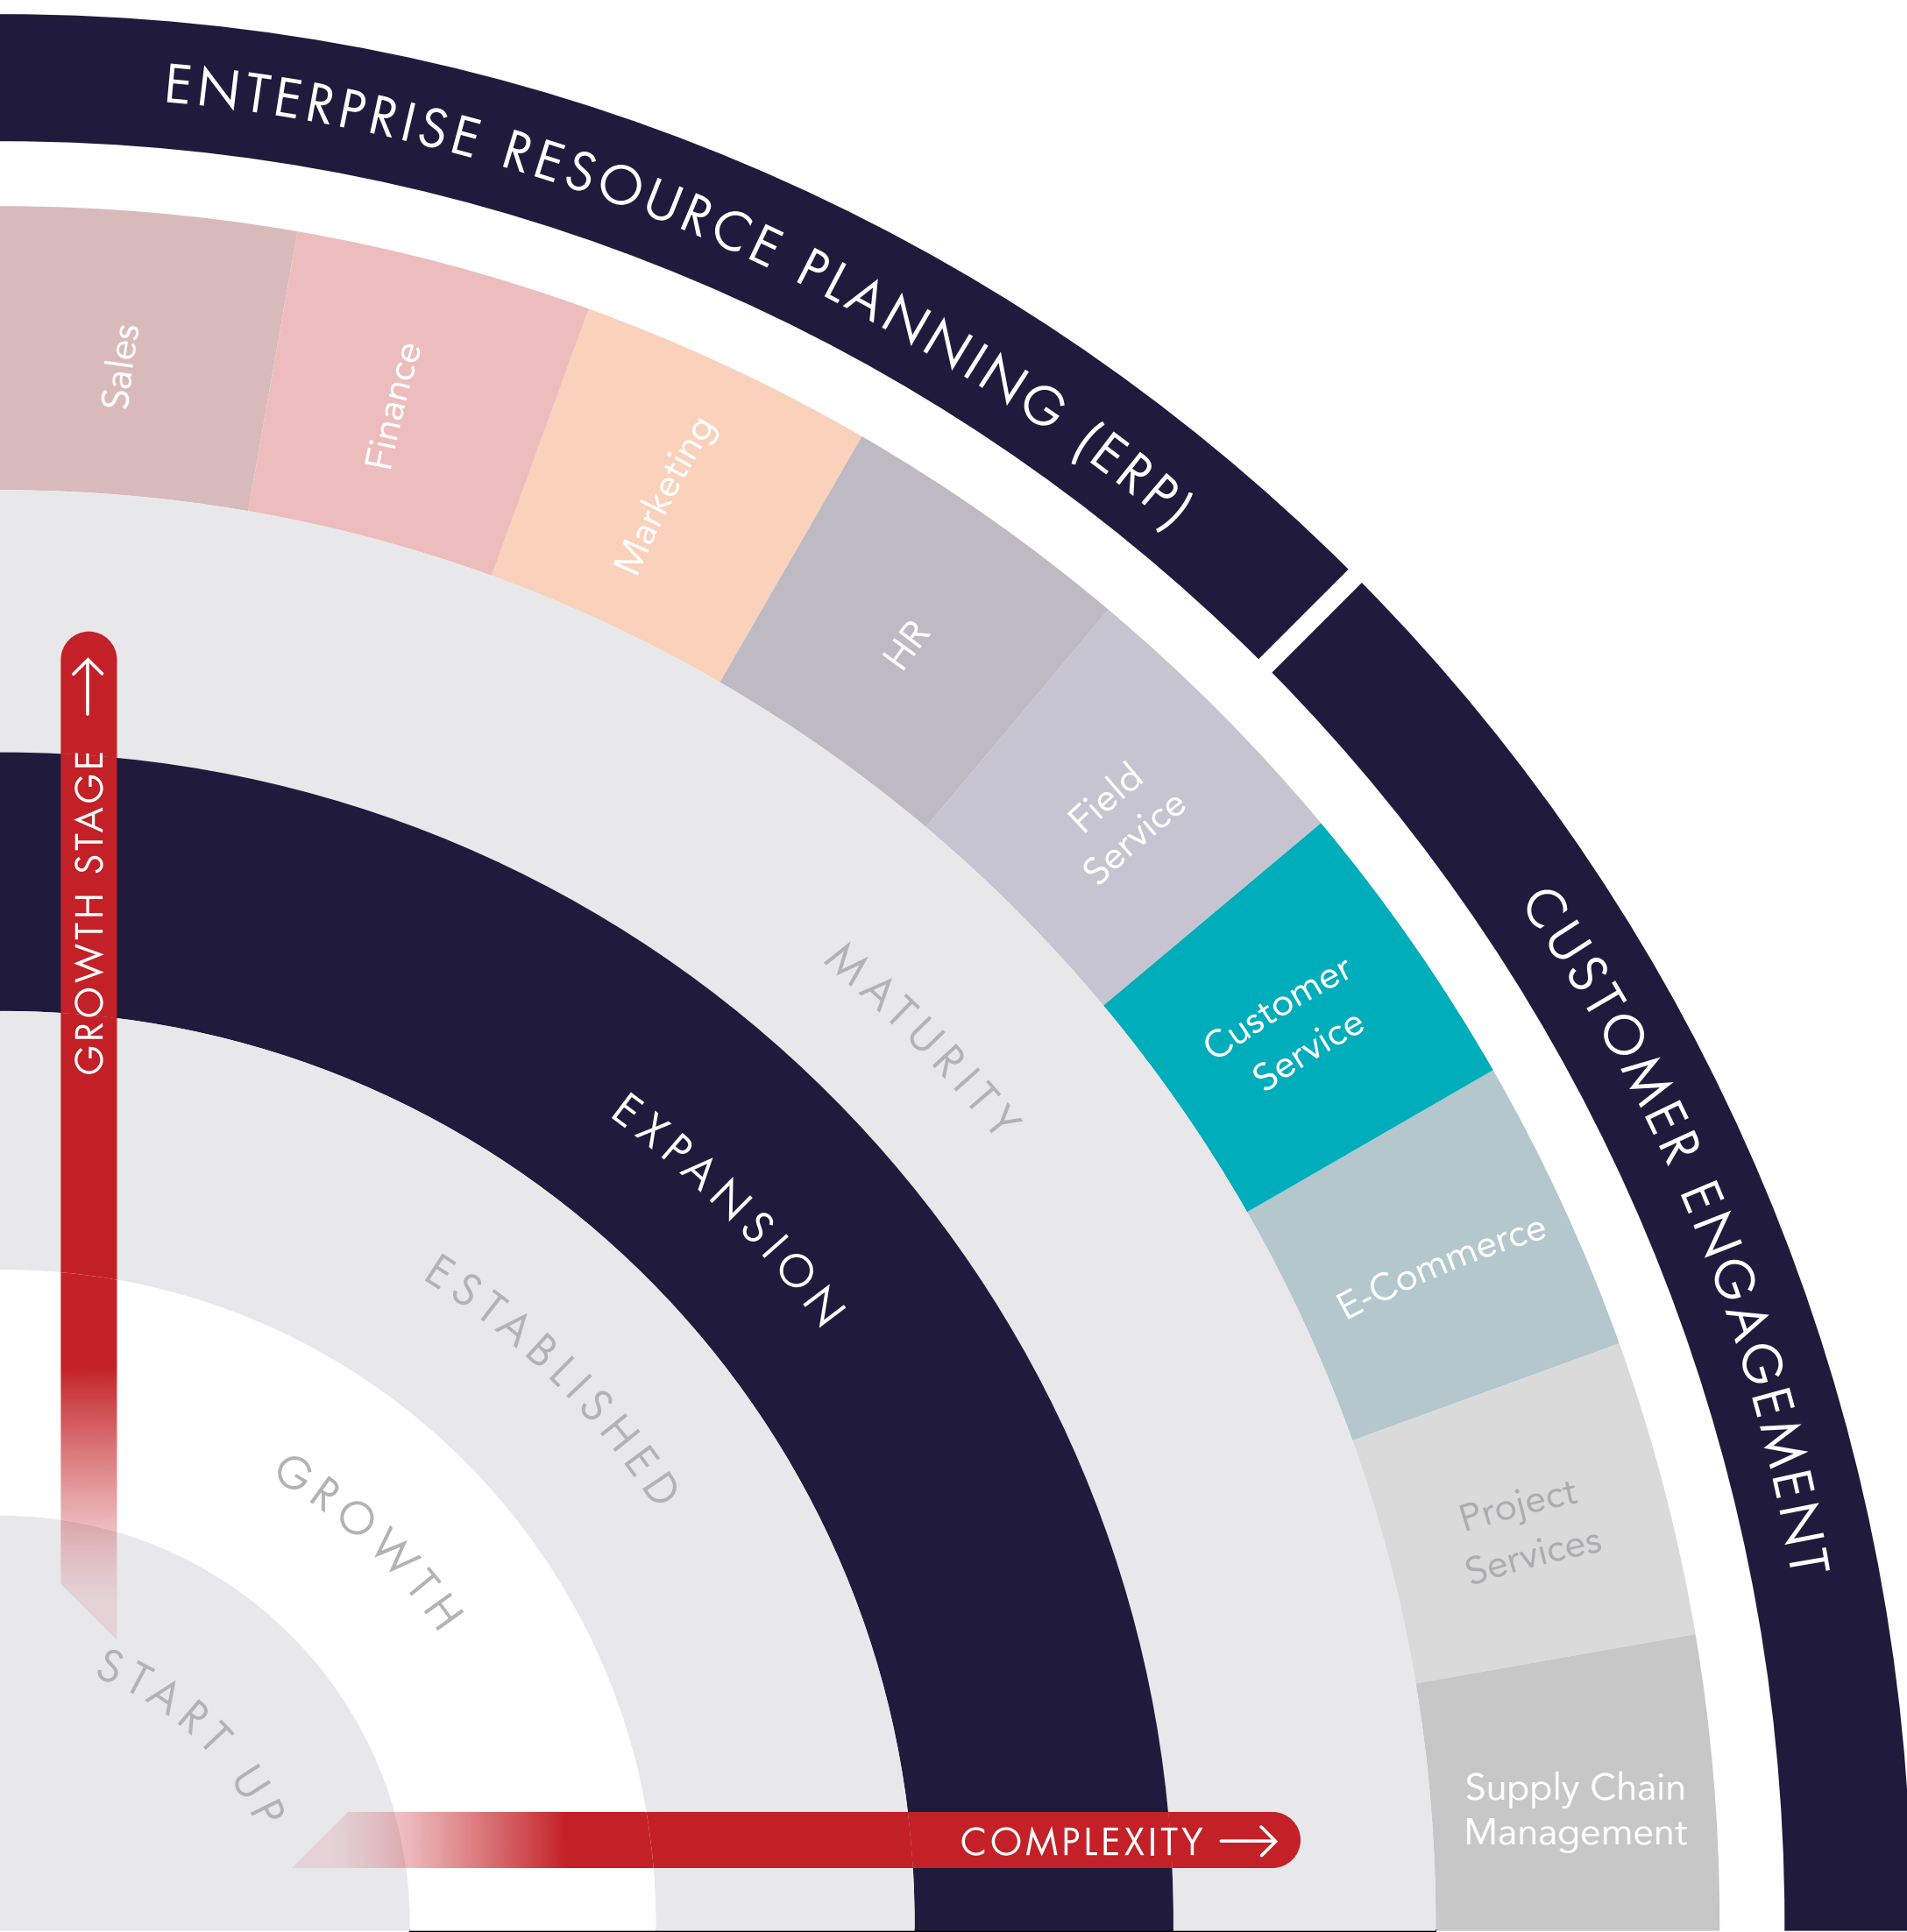 ENTERPRISE RESOURCE PLANNING (ERP)
CUSTOMER ENGAGEMENT
Sales
Finance
Marketing
HR
Field
Service
Customer
Service
E-Commerce
Project
Services
Supply Chain
Management
MATURITY
EXPANSION
ESTABLISHED
GROWTH
START UP
GROWTH STAGE
COMPLEXITY